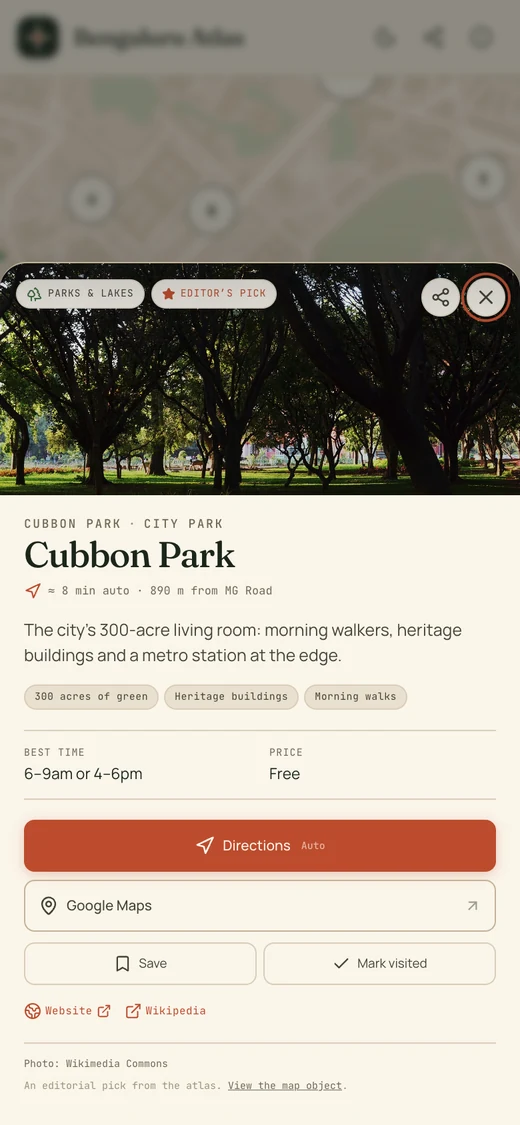 Bengaluru Atlas
PARKS & LAKES
EDITOR'S PICK
CUBBON PARK · CITY PARK
Cubbon Park
≈ 8 min auto · 890 m from MG Road
The city's 300-acre living room: morning walkers, heritage
buildings and a metro station at the edge.
300 acres of green
Heritage buildings
Morning walks
BEST TIME
PRICE
6–9am or 4–6pm
Free
Directions Auto
Google Maps
Save
Mark visited
Website
Wikipedia
Photo: Wikimedia Commons
An editorial pick from the atlas. View the map object.